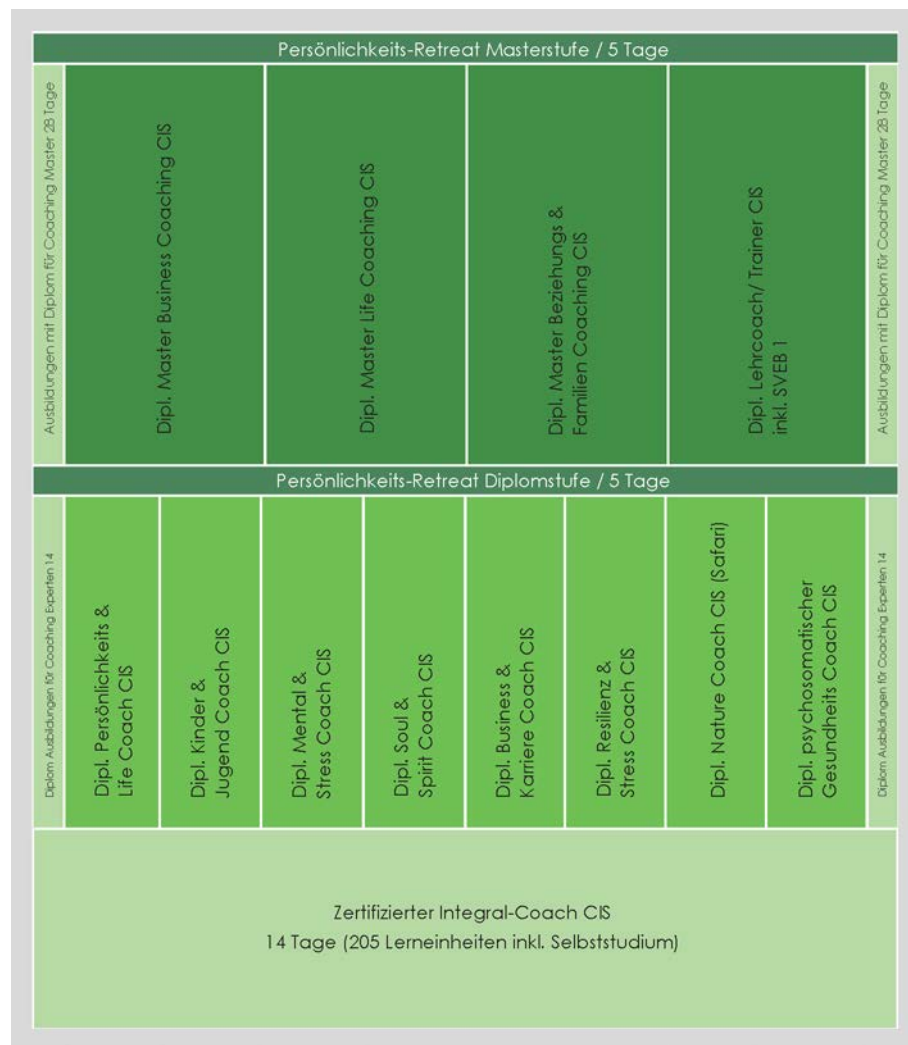 Persönlichkeits-Retreat Masterstufe / 5 Tage
Ausbildungen mit Diplom für Coaching Master 28 Tage
Dipl. Master Business Coaching CIS
Dipl. Master Life Coaching CIS
Dipl. Master Beziehungs &
Familien Coaching CIS
Dipl. Lehrcoach/ Trainer CIS
inkl. SVEB 1
Ausbildungen mit Diplom für Coaching Master 28 Tage
Persönlichkeits-Retreat Diplomstufe / 5 Tage
Diplom Ausbildungen für Coaching Experten 14
Dipl. Persönlichkeits &
Life Coach CIS
Dipl. Kinder &
Jugend Coach CIS
Dipl. Mental &
Stress Coach CIS
Dipl. Soul &
Spirit Coach CIS
Dipl. Business &
Karriere Coach CIS
Dipl. Resilienz &
Stress Coach CIS
Dipl. Nature Coach CIS (Safari)
Dipl. psychosomatischer
Gesundheits Coach CIS
Diplom Ausbildungen für Coaching Experten 14
Zertifizierter Integral-Coach CIS
14 Tage (205 Lerneinheiten inkl. Selbststudium)